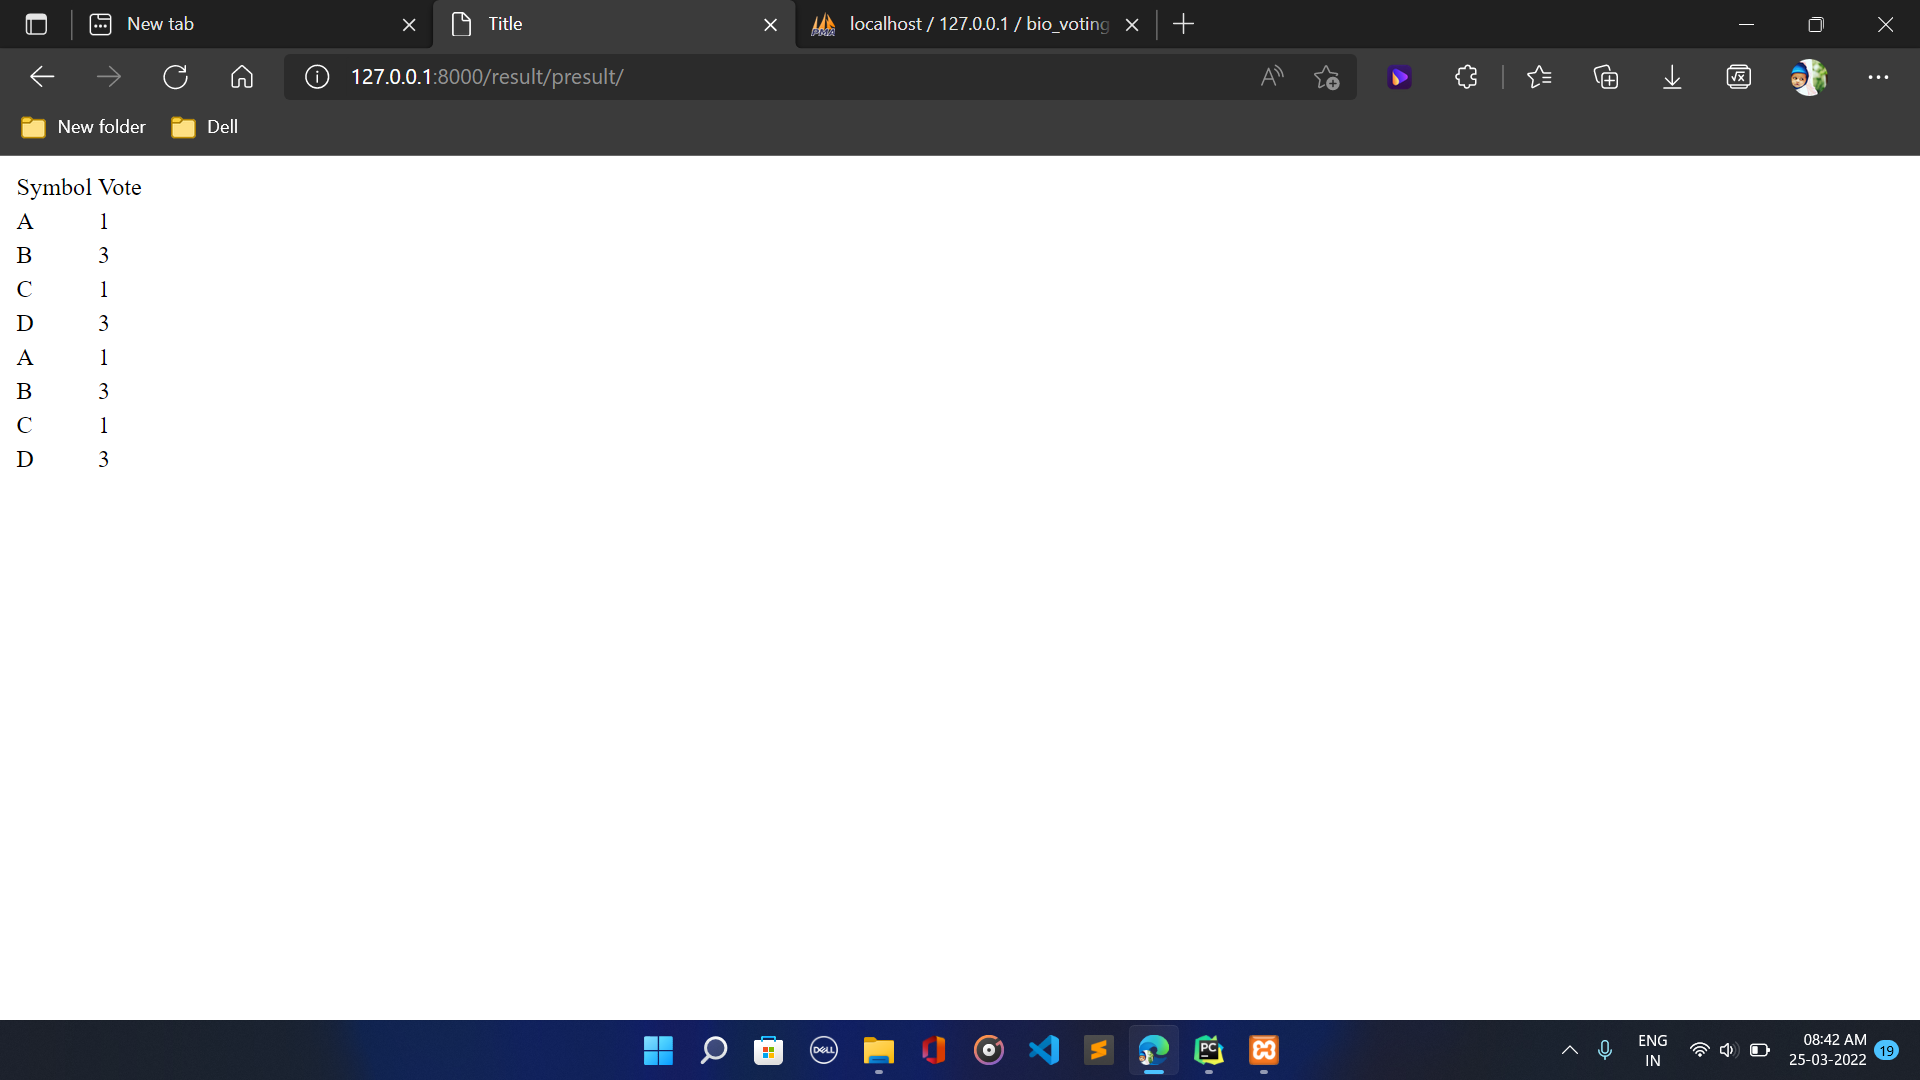 New tab
Title
localhost / 127.0.0.1 / bio_voting
127.0.0.1:8000/result/presult/
New folder
Dell
Symbol Vote
A 1
B 3
C 1
D 3
A 1
B 3
C 1
D 3
DELL
PC
ENG
IN
08:42 AM
25-03-2022
19